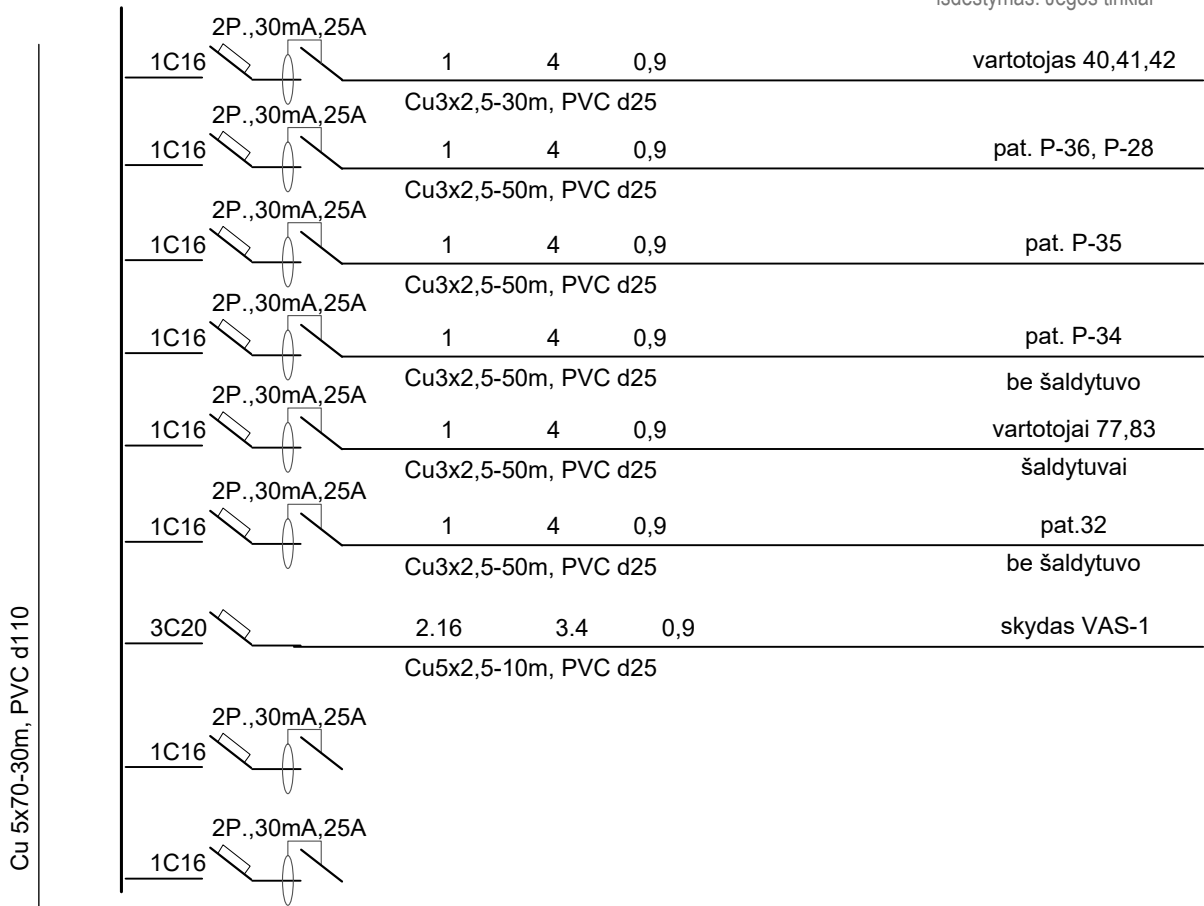 išdėstymas. Jėgos tinklai
2P.,30mA,25A
1C16 1 4 0,9 vartotojas 40,41,42
Cu3x2,5-30m, PVC d25
2P.,30mA,25A
1C16 1 4 0,9 pat. P-36, P-28
Cu3x2,5-50m, PVC d25
2P.,30mA,25A
1C16 1 4 0,9 pat. P-35
Cu3x2,5-50m, PVC d25
2P.,30mA,25A
1C16 1 4 0,9 pat. P-34
Cu3x2,5-50m, PVC d25 be šaldytuvo
2P.,30mA,25A
1C16 1 4 0,9 vartotojai 77,83
Cu3x2,5-50m, PVC d25 šaldytuvai
2P.,30mA,25A
1C16 1 4 0,9 pat.32
Cu3x2,5-50m, PVC d25 be šaldytuvo
3C20 2.16 3.4 0,9 skydas VAS-1
Cu5x2,5-10m, PVC d25
2P.,30mA,25A
1C16
2P.,30mA,25A
1C16
Cu 5x70-30m, PVC d110